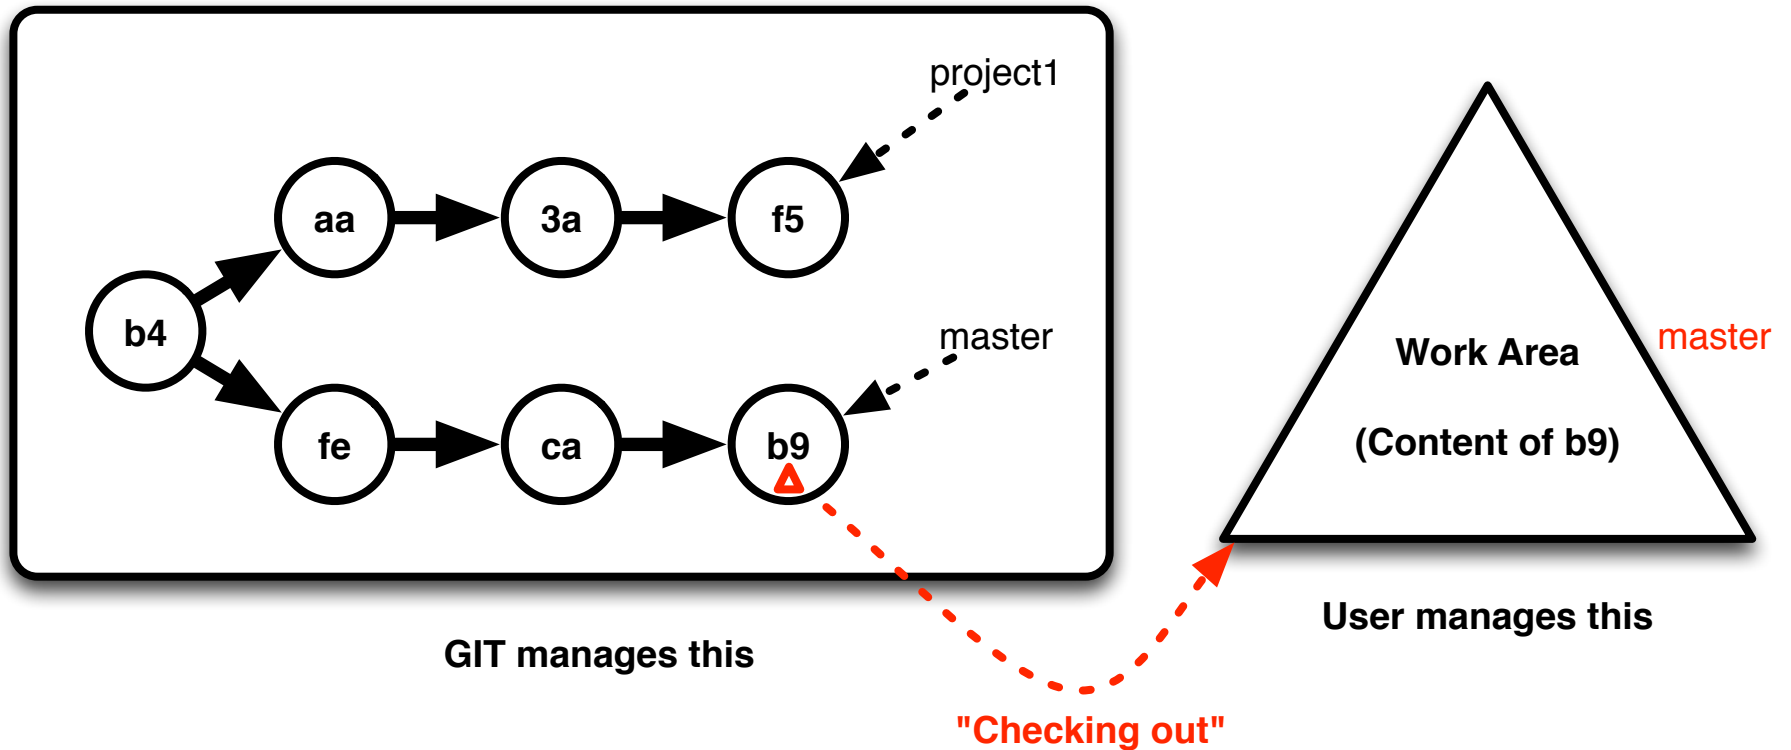 project1
aa
3a
f5
b4
master
fe
ca
b9
GIT manages this
"Checking out"
Work Area
(Content of b9)
master
User manages this